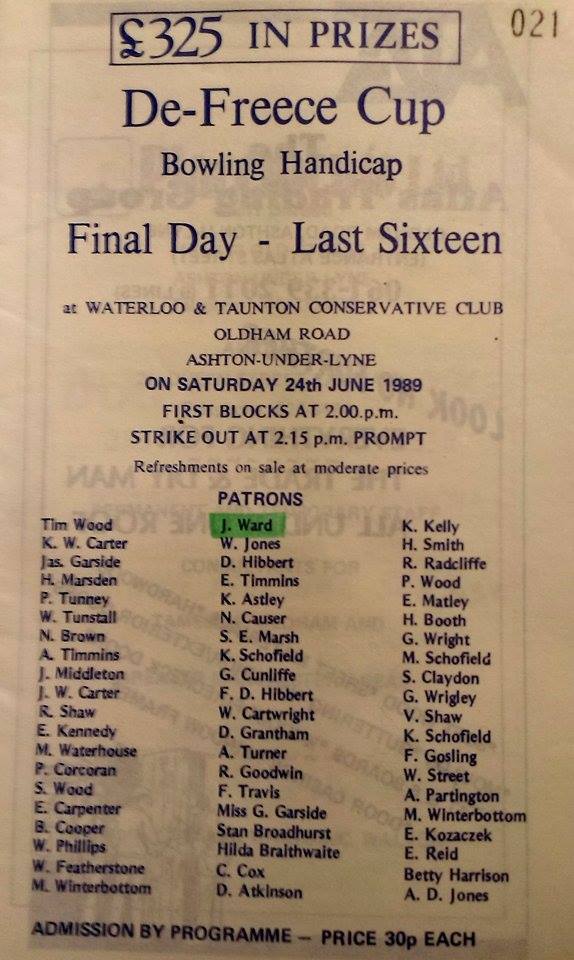 021
£325 IN PRIZES
De-Freece Cup
Bowling Handicap
Final Day - Last Sixteen
at WATERLOO & TAUNTON CONSERVATIVE CLUB
OLDHAM ROAD
ASHTON-UNDER-LYNE
ON SATURDAY 24th JUNE 1989
FIRST BLOCKS AT 2.00.p.m.
STRIKE OUT AT 2.15 p.m. PROMPT
Refreshments on sale at moderate prices
PATRONS
Tim Wood
K. W. Carter
Jas. Garside
H. Marsden
P. Tunney
W. Tunstall
N. Brown
A. Timmins
J. Middleton
J. W. Carter
R. Shaw
E. Kennedy
M. Waterhouse
P. Corcoran
S. Wood
E. Carpenter
B. Cooper
W. Phillips
W. Featherstone
M. Winterbottom
J. Ward
W. Jones
D. Hibbert
E. Timmins
K. Astley
N. Causer
S. E. Marsh
K. Schofield
G. Cunliffe
F. D. Hibbert
W. Cartwright
D. Grantham
A. Turner
R. Goodwin
F. Travis
Miss G. Garside
Stan Broadhurst
Hilda Braithwaite
C. Cox
D. Atkinson
K. Kelly
H. Smith
R. Radcliffe
P. Wood
E. Matley
H. Booth
G. Wright
M. Schofield
S. Claydon
G. Wrigley
V. Shaw
K. Schofield
F. Gosling
W. Street
A. Partington
M. Winterbottom
E. Kozaczek
E. Reid
Betty Harrison
A. D. Jones
ADMISSION BY PROGRAMME — PRICE 30p EACH